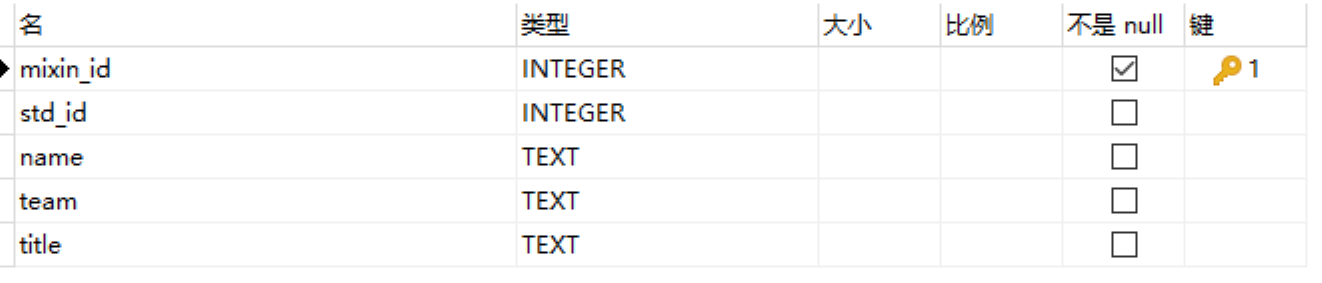 名 类型 大小 比例 不是 null 键
mixin_id INTEGER 1
std_id INTEGER
name TEXT
team TEXT
title TEXT